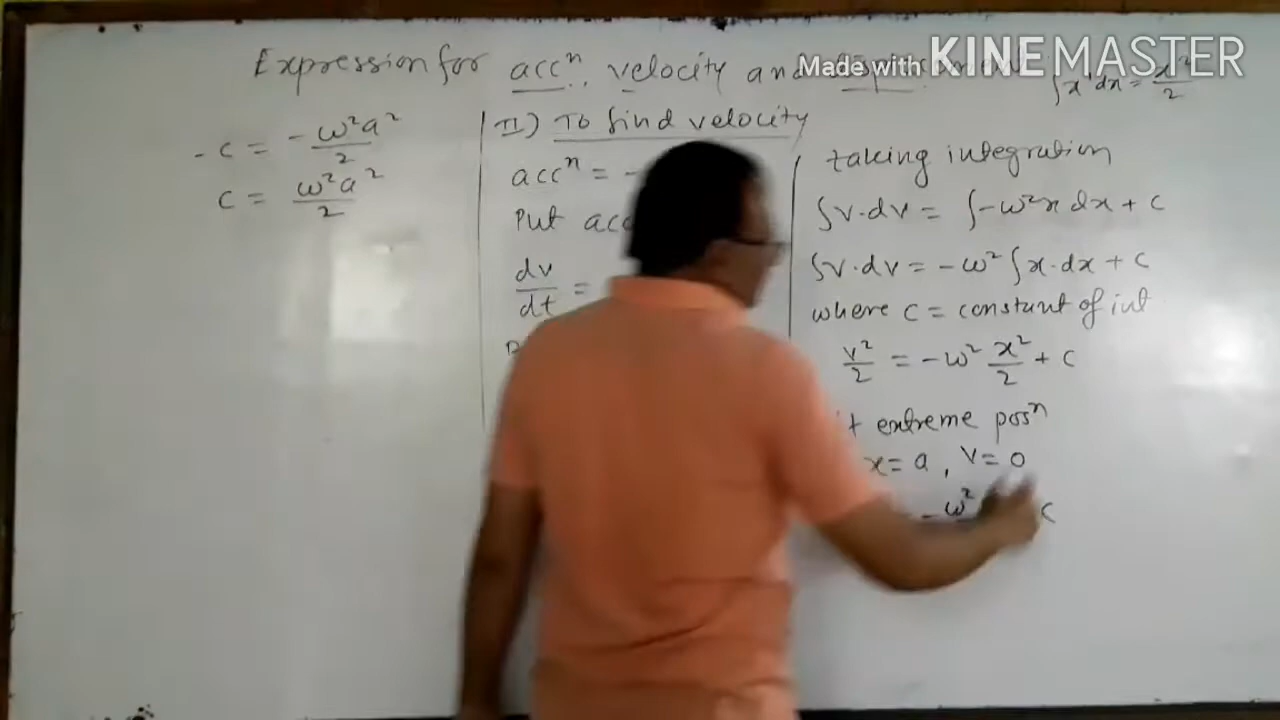 Expression for accⁿ. velocity and
Made with KINEMASTER
∫x¹dx = x²/2
- c = - ω²a²/2
c = ω²a²/2
II) To find velocity
accⁿ = -
Put acc
dv/dt =
taking integration
∫v·dv = ∫-ω²x dx + c
∫v·dv = -ω² ∫x·dx + c
where c = constant of int
v²/2 = -ω² x²/2 + c
extreme posⁿ
x = a, v = 0
- ω² c